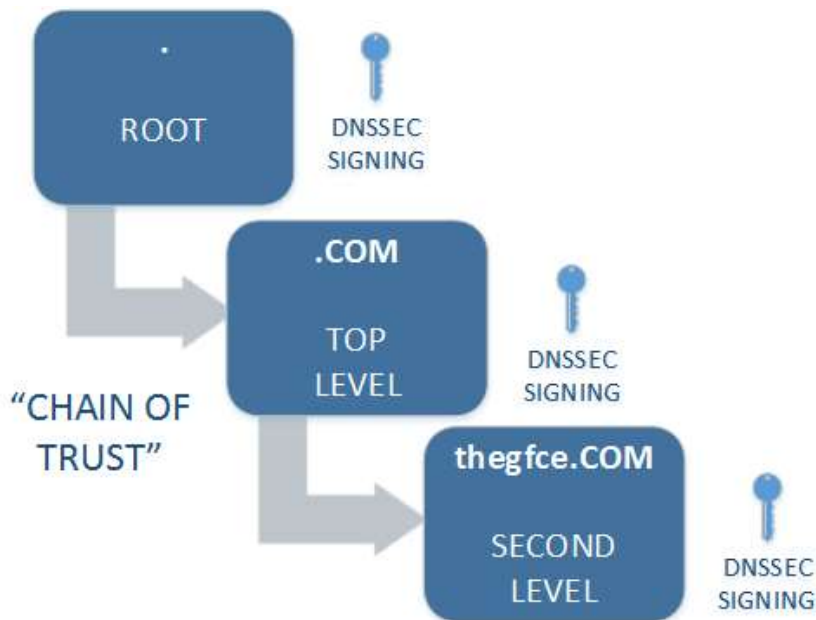 .
ROOT
DNSSEC
SIGNING
.COM
TOP
LEVEL
DNSSEC
SIGNING
“CHAIN OF
TRUST”
thegfce.COM
SECOND
LEVEL
DNSSEC
SIGNING